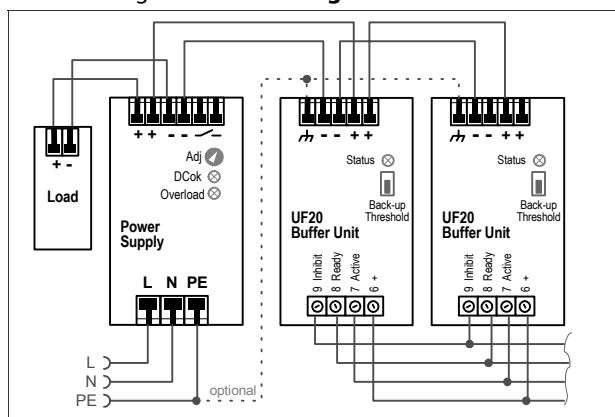 + + - -
- - + +
- - + +
Adj
DCok
Overload
Status
Status
+ -
Load
Back-up
Threshold
Back-up
Threshold
Power
Supply
UF20
Buffer Unit
UF20
Buffer Unit
L N PE
9 Inhibit
8 Ready
7 Active
6 +
9 Inhibit
8 Ready
7 Active
6 +
L
N
PE
optional